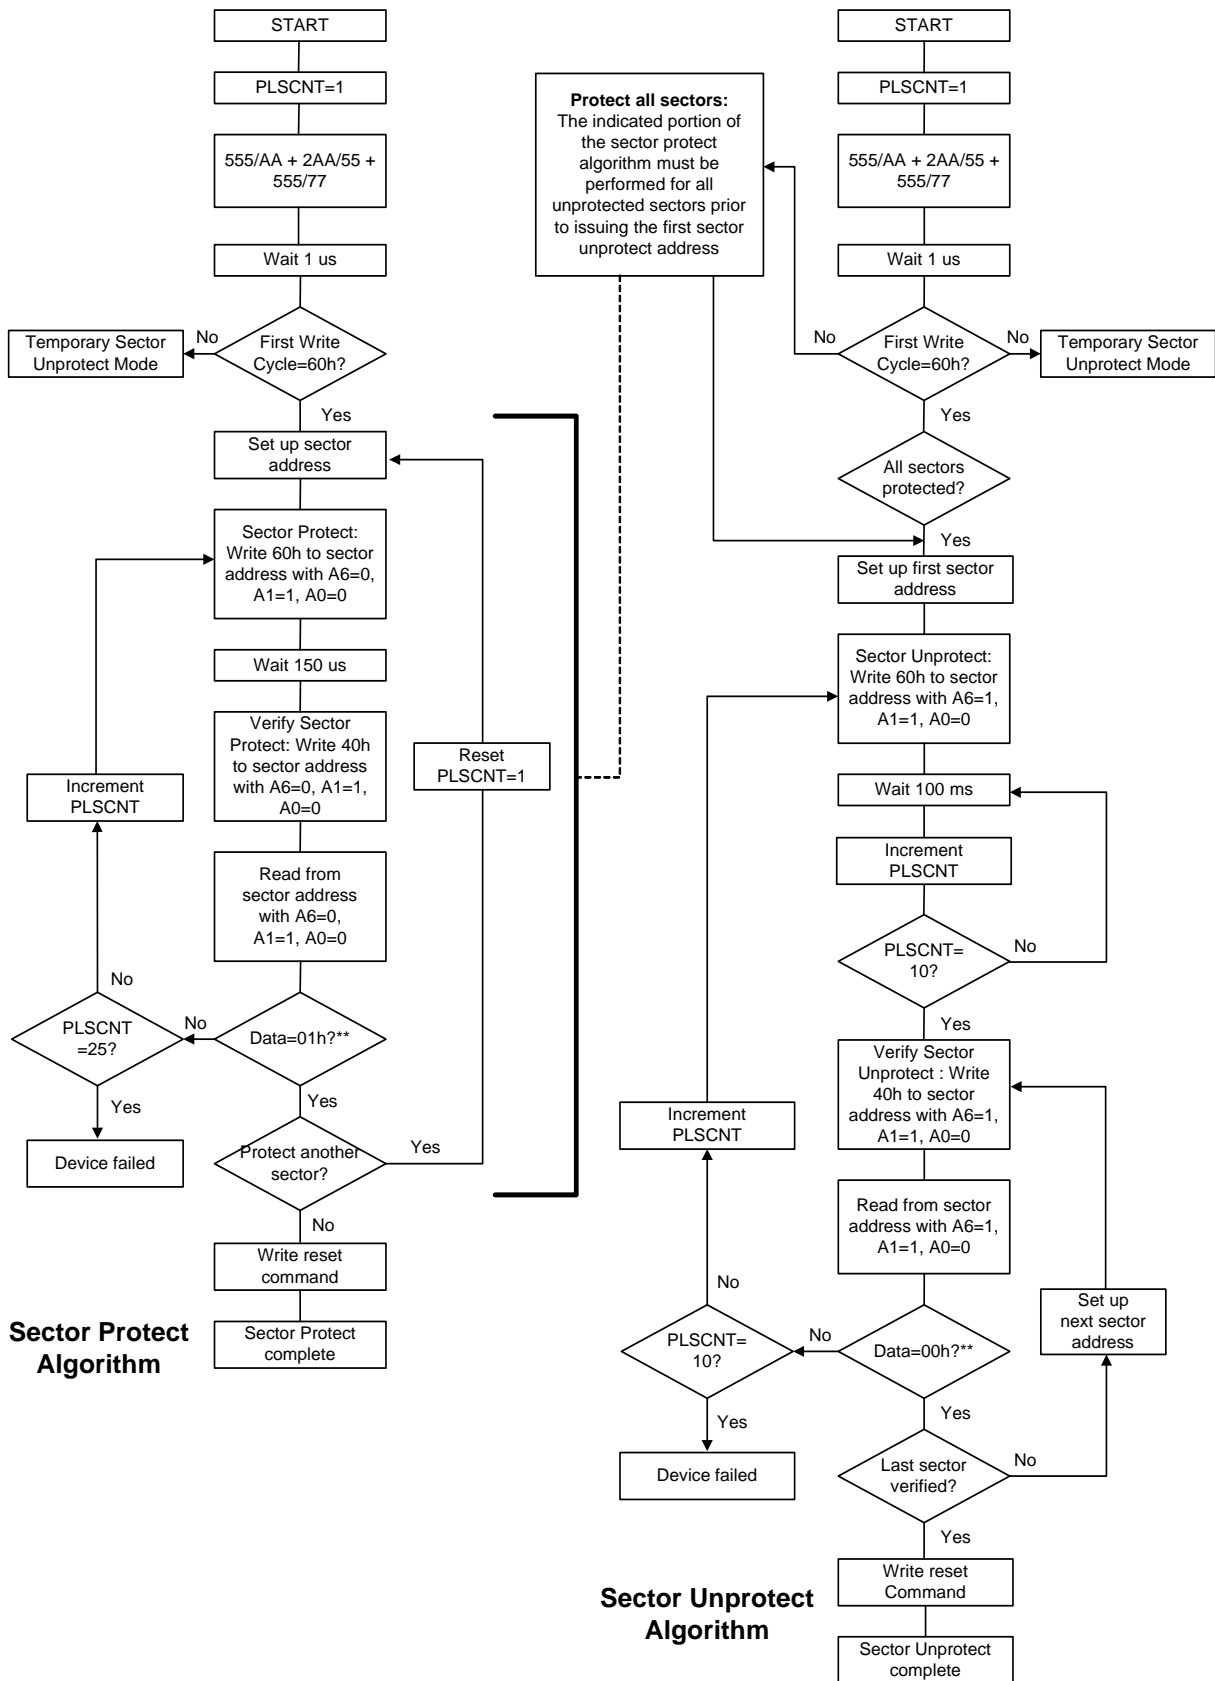 START
PLSCNT=1
555/AA + 2AA/55 +
555/77
Wait 1 us
First Write
Cycle=60h?
No
Temporary Sector
Unprotect Mode
Yes
Set up sector
address
Sector Protect:
Write 60h to sector
address with A6=0,
A1=1, A0=0
Wait 150 us
Verify Sector
Protect: Write 40h
to sector address
with A6=0, A1=1,
A0=0
Reset
PLSCNT=1
Increment
PLSCNT
Read from
sector address
with A6=0,
A1=1, A0=0
No
PLSCNT
=25?
No
Data=01h?**
Yes
Yes
Device failed
Protect another
sector?
Yes
No
Write reset
command
Sector Protect
complete
Sector Protect
Algorithm
Protect all sectors:
The indicated portion of
the sector protect
algorithm must be
performed for all
unprotected sectors prior
to issuing the first sector
unprotect address
START
PLSCNT=1
555/AA + 2AA/55 +
555/77
Wait 1 us
No
First Write
Cycle=60h?
No
Temporary Sector
Unprotect Mode
Yes
All sectors
protected?
Yes
Set up first sector
address
Sector Unprotect:
Write 60h to sector
address with A6=1,
A1=1, A0=0
Wait 100 ms
Increment
PLSCNT
PLSCNT=
10?
No
Yes
Verify Sector
Unprotect : Write
40h to sector
address with A6=1,
A1=1, A0=0
Increment
PLSCNT
Read from sector
address with A6=1,
A1=1, A0=0
No
Set up
next sector
address
PLSCNT=
10?
No
Data=00h?**
Yes
Yes
Device failed
Last sector
verified?
No
Yes
Write reset
Command
Sector Unprotect
complete
Sector Unprotect
Algorithm